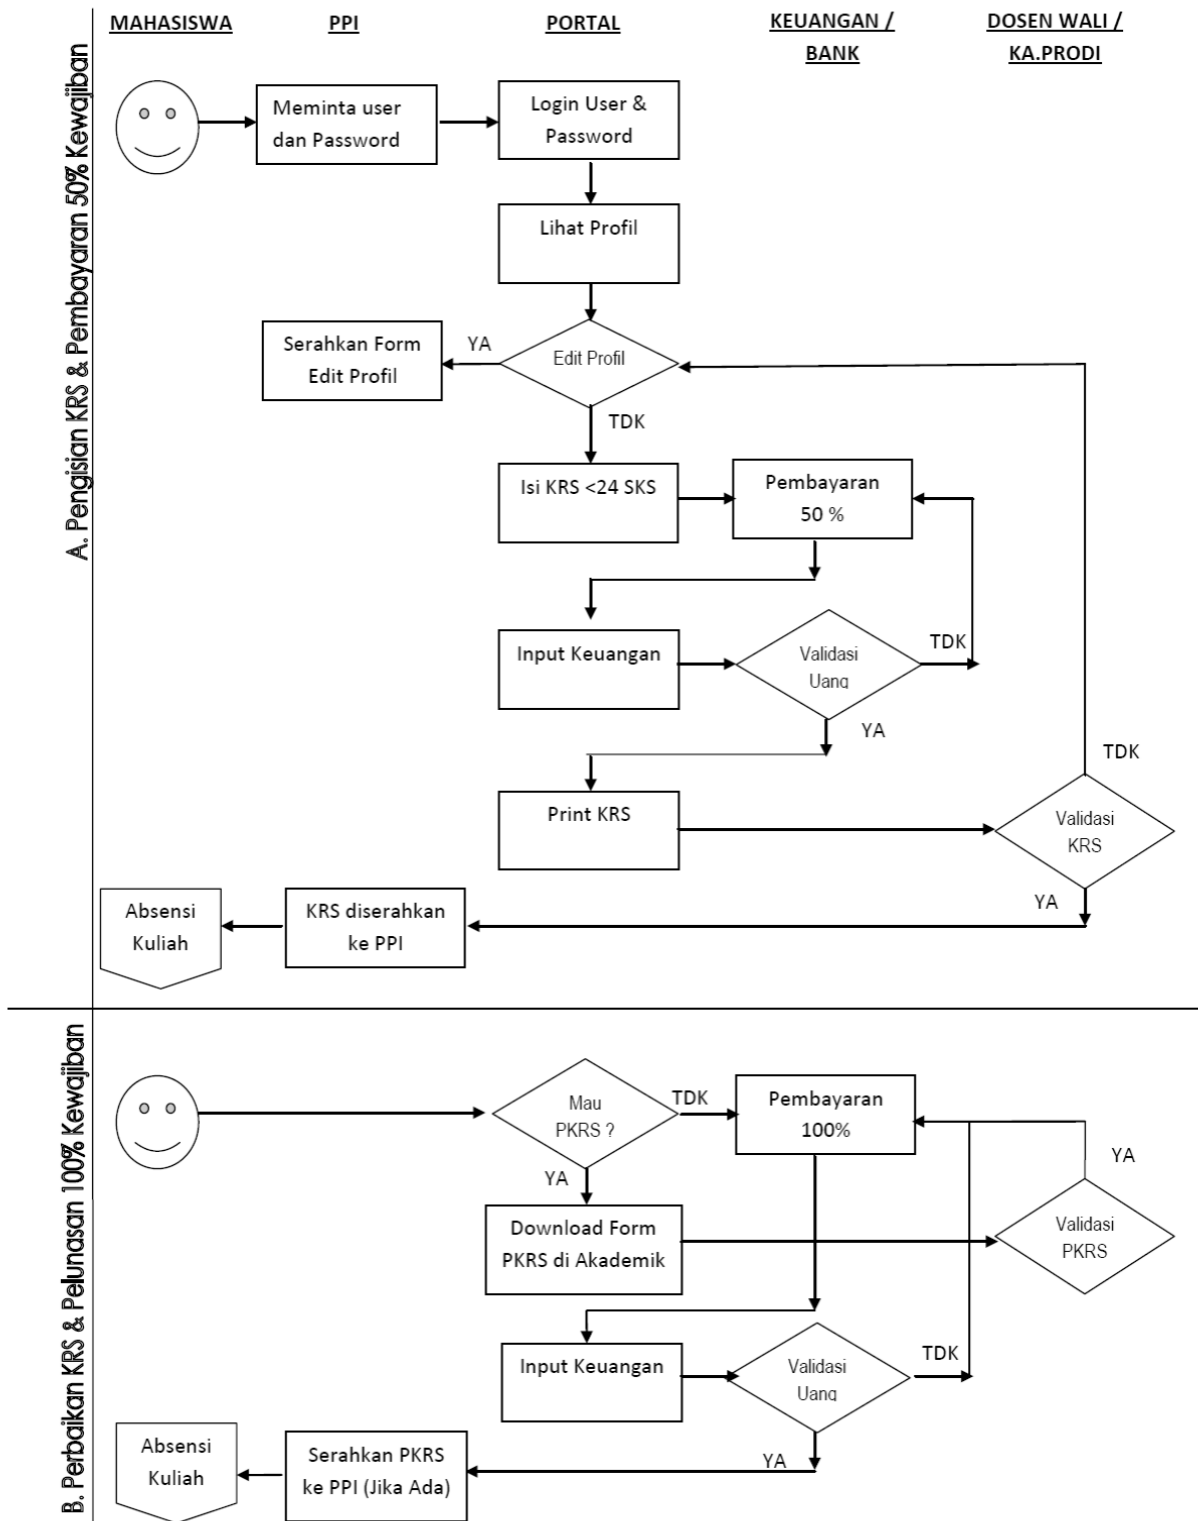 MAHASISWA
PPI
PORTAL
KEUANGAN /
BANK
DOSEN WALI /
KA.PRODI
A. Pengisian KRS & Pembayaran 50% Kewajiban
Meminta user
dan Password
Login User &
Password
Lihat Profil
Serahkan Form
Edit Profil
YA
Edit Profil
TDK
Isi KRS <24 SKS
Pembayaran
50 %
Input Keuangan
Validasi
Uang
TDK
YA
TDK
Print KRS
Validasi
KRS
YA
Absensi
Kuliah
KRS diserahkan
ke PPI
B. Perbaikan KRS & Pelunasan 100% Kewajiban
Mau
PKRS ?
TDK
Pembayaran
100%
YA
YA
Download Form
PKRS di Akademik
Validasi
PKRS
Input Keuangan
Validasi
Uang
TDK
YA
Absensi
Kuliah
Serahkan PKRS
ke PPI (Jika Ada)